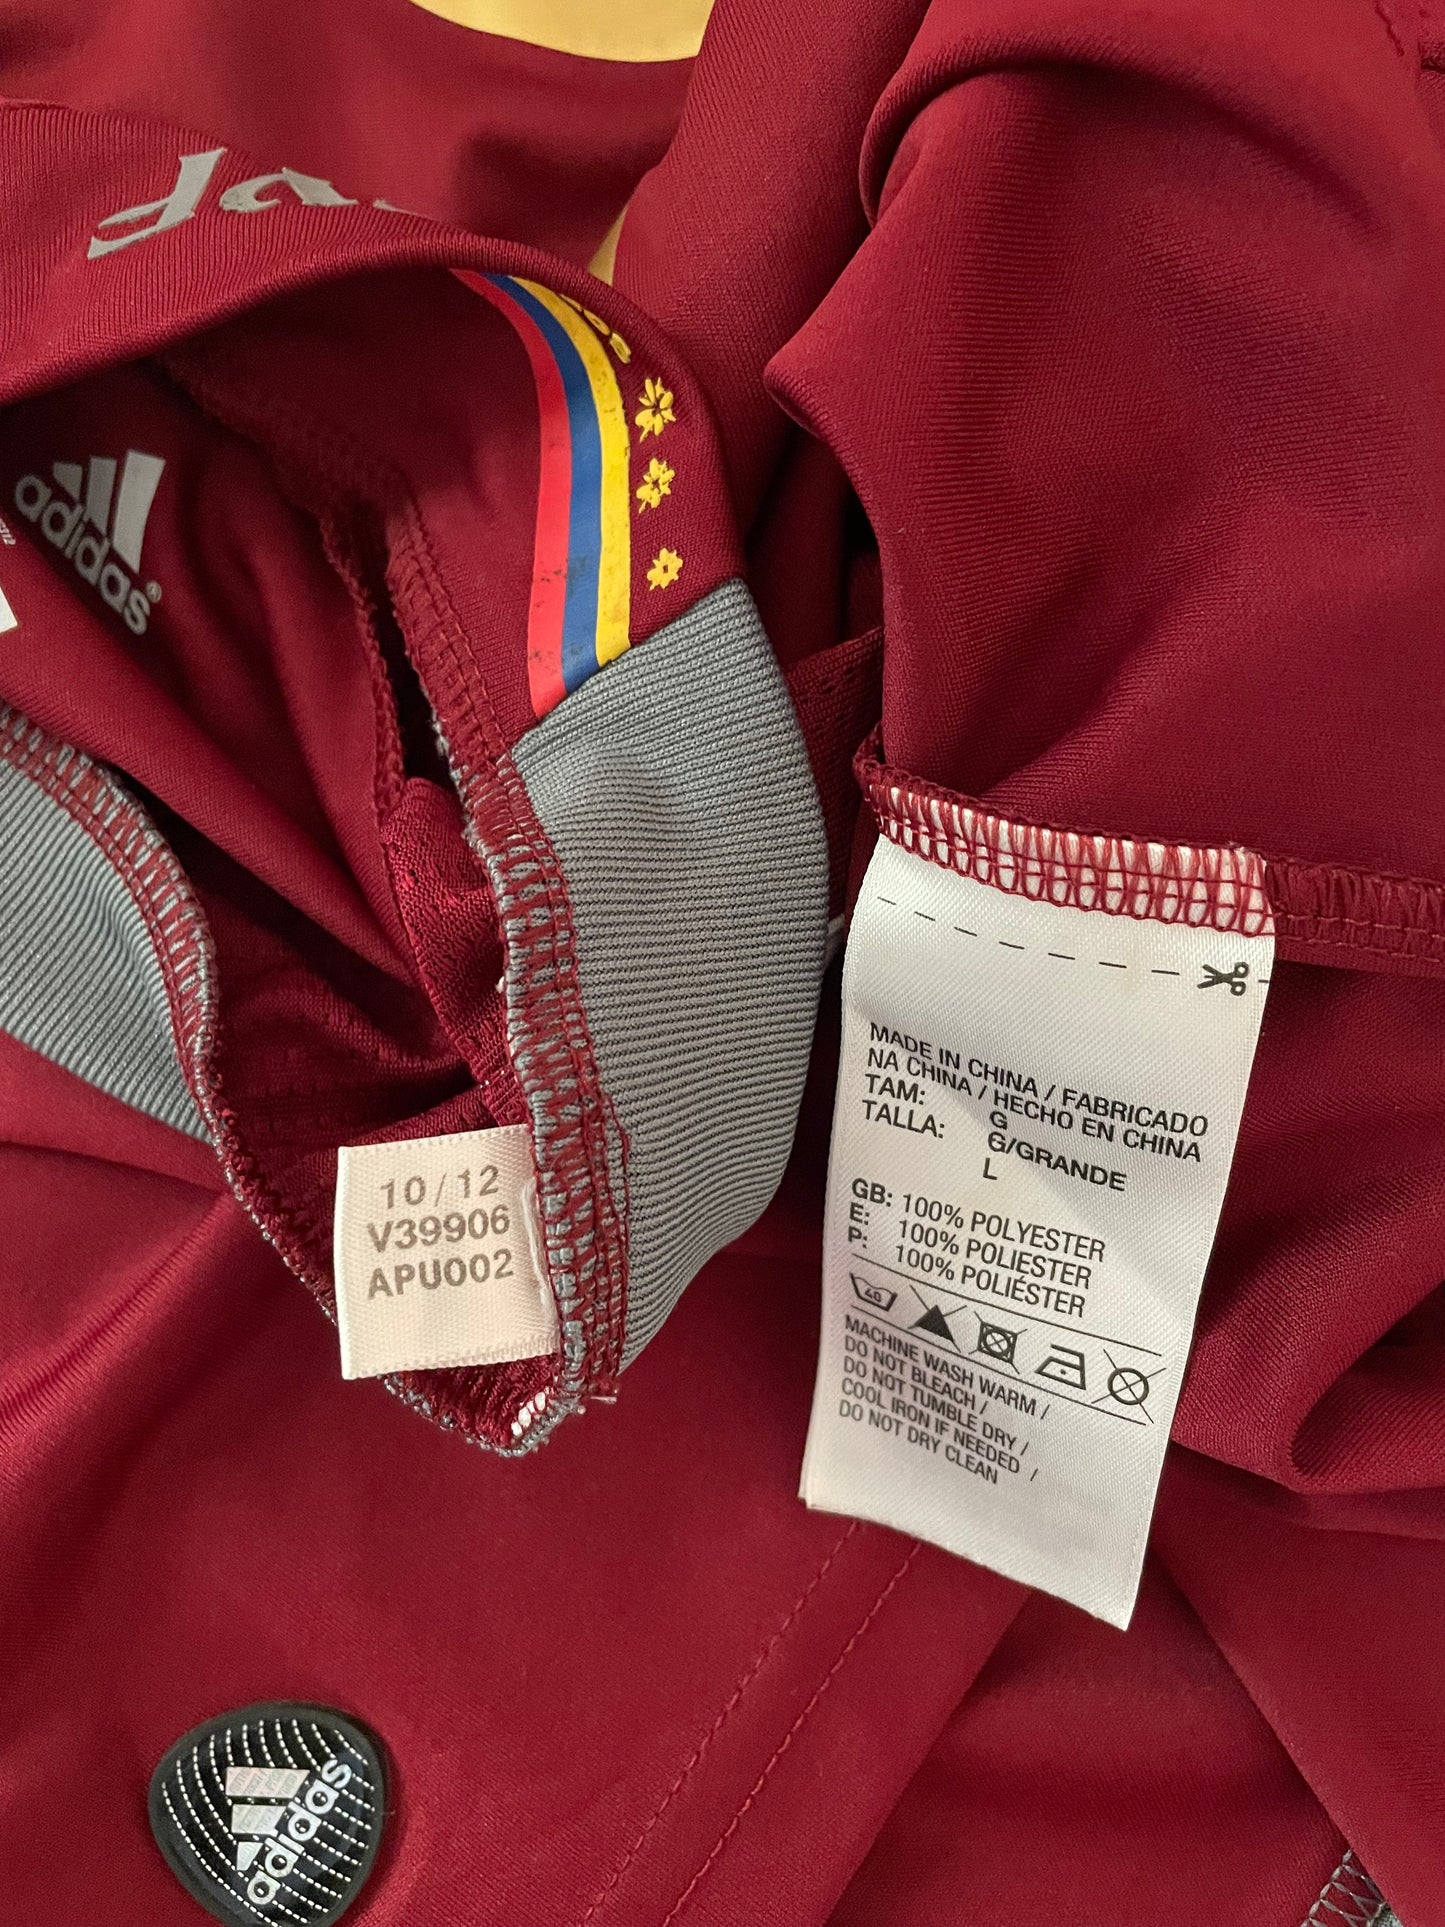 adidas®
10/12
V39906
APU002
MADE IN CHINA / FABRICADO
NA CHINA / HECHO EN CHINA
TAM: G
TALLA: G/GRANDE
L
GB: 100% POLYESTER
E: 100% POLIESTER
P: 100% POLIÉSTER
40
MACHINE WASH WARM /
DO NOT BLEACH /
DO NOT TUMBLE DRY /
COOL IRON IF NEEDED /
DO NOT DRY CLEAN
adidas